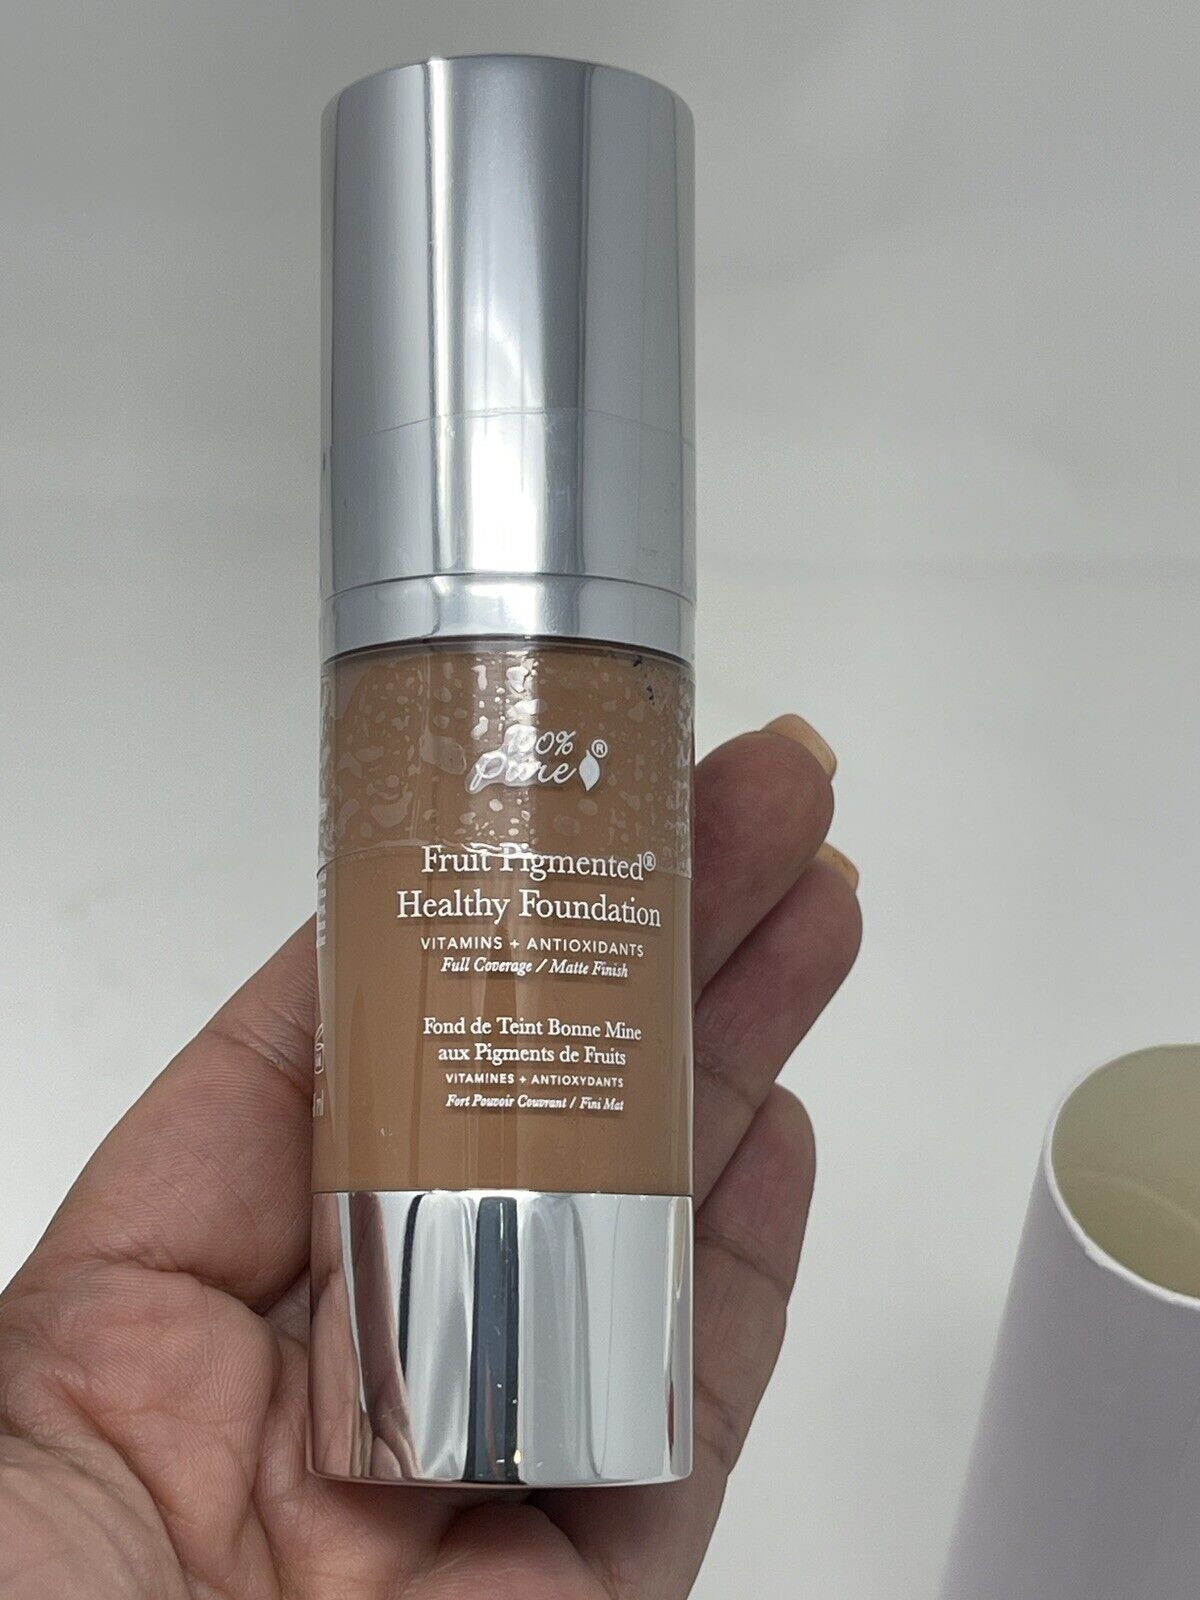 100%
Pure®
Fruit Pigmented®
Healthy Foundation
VITAMINS + ANTIOXIDANTS
Full Coverage / Matte Finish
Fond de Teint Bonne Mine
aux Pigments de Fruits
VITAMINES + ANTIOXYDANTS
Fort Pouvoir Couvrant / Fini Mat